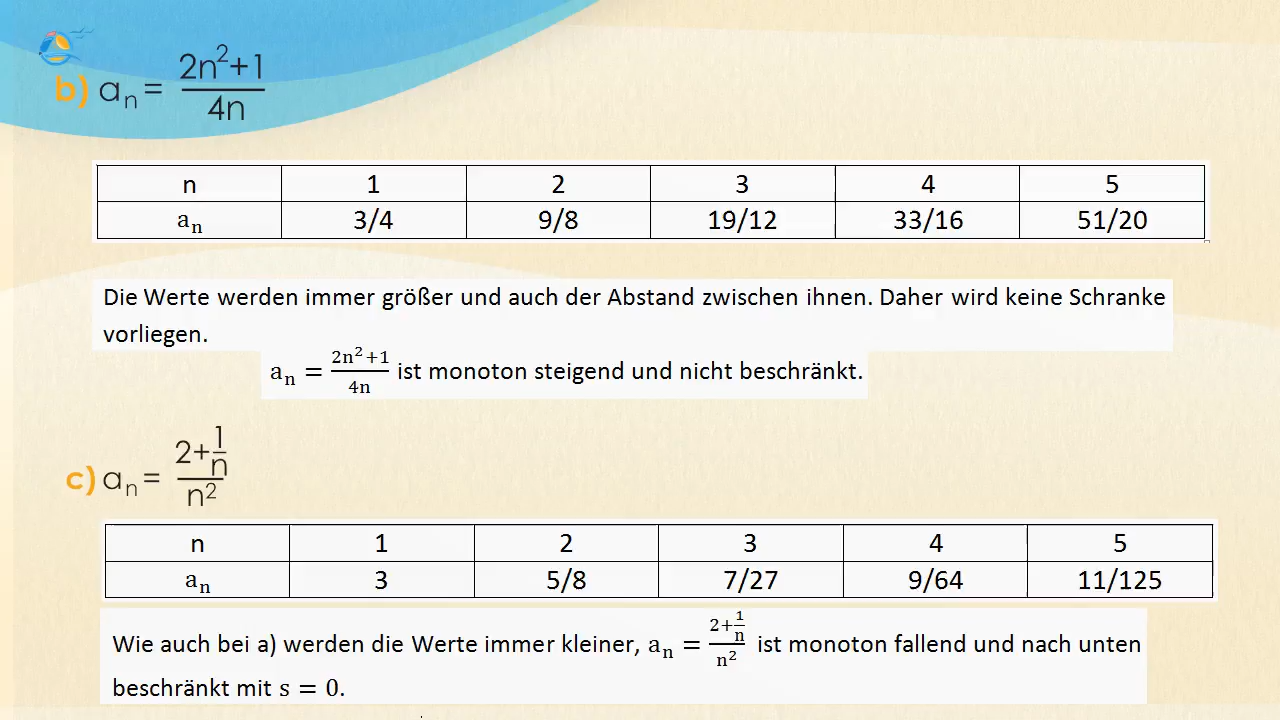 b) aₙ = (2n²+1)/(4n)
n 1 2 3 4 5
aₙ 3/4 9/8 19/12 33/16 51/20
Die Werte werden immer größer und auch der Abstand zwischen ihnen. Daher wird keine Schranke
vorliegen.
aₙ = (2n²+1)/(4n) ist monoton steigend und nicht beschränkt.
c) aₙ = (2+1/n)/(n²)
n 1 2 3 4 5
aₙ 3 5/8 7/27 9/64 11/125
Wie auch bei a) werden die Werte immer kleiner, aₙ = (2+1/n)/(n²) ist monoton fallend und nach unten
beschränkt mit s = 0.